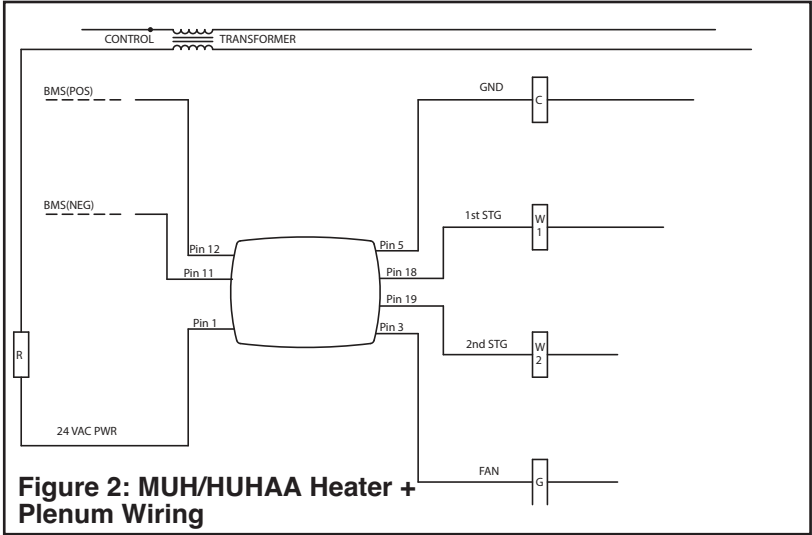 CONTROL TRANSFORMER
BMS(POS)
GND
C
BMS(NEG)
1st STG
W
1
Pin 12
Pin 5
Pin 11
Pin 18
Pin 19
Pin 1
Pin 3
R
2nd STG
W
2
24 VAC PWR
FAN
G
Figure 2: MUH/HUHAA Heater +
Plenum Wiring